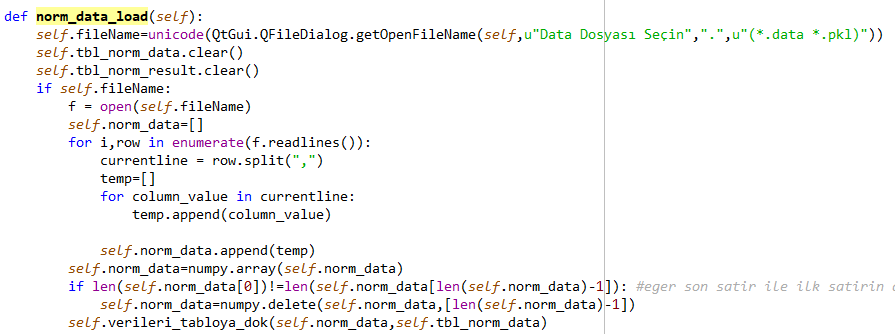 def norm_data_load(self):
    self.fileName=unicode(QtGui.QFileDialog.getOpenFileName(self,u"Data Dosyası Seçin",".",u"(*.data *.pkl)"))
    self.tbl_norm_data.clear()
    self.tbl_norm_result.clear()
    if self.fileName:
        f = open(self.fileName)
        self.norm_data=[]
        for i,row in enumerate(f.readlines()):
            currentline = row.split(",")
            temp=[]
            for column_value in currentline:
                temp.append(column_value)

            self.norm_data.append(temp)
        self.norm_data=numpy.array(self.norm_data)
        if len(self.norm_data[0])!=len(self.norm_data[len(self.norm_data)-1]): #eger son satir ile ilk satirin
            self.norm_data=numpy.delete(self.norm_data,[len(self.norm_data)-1])
        self.verileri_tabloya_dok(self.norm_data,self.tbl_norm_data)